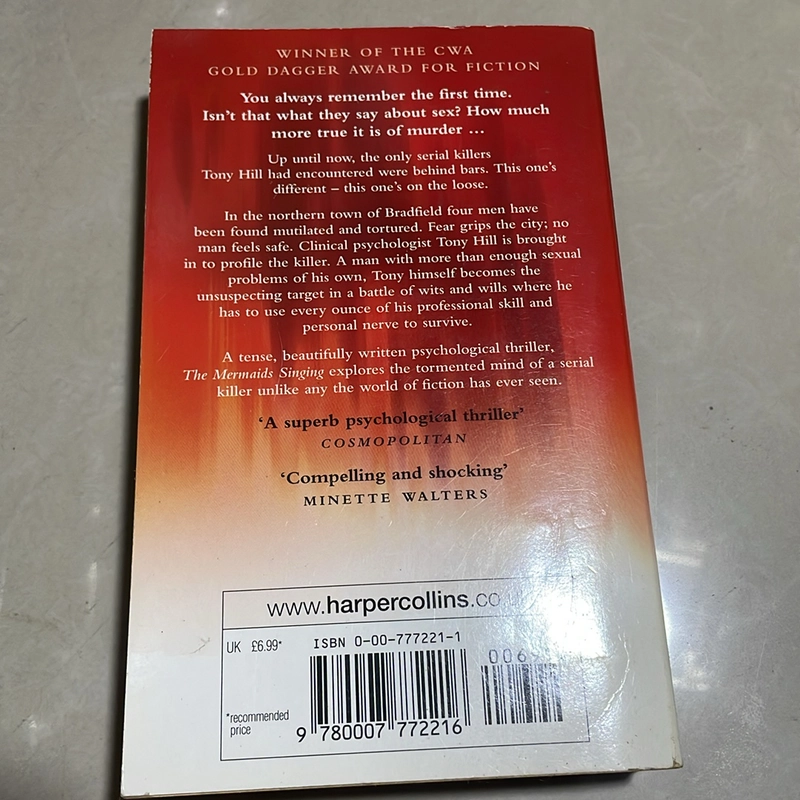 WINNER OF THE CWA
GOLD DAGGER AWARD FOR FICTION
You always remember the first time.
Isn't that what they say about sex? How much
more true it is of murder ...
Up until now, the only serial killers
Tony Hill had encountered were behind bars. This one's
different – this one's on the loose.
In the northern town of Bradfield four men have
been found mutilated and tortured. Fear grips the city; no
man feels safe. Clinical psychologist Tony Hill is brought
in to profile the killer. A man with more than enough sexual
problems of his own, Tony himself becomes the
unsuspecting target in a battle of wits and wills where he
has to use every ounce of his professional skill and
personal nerve to survive.
A tense, beautifully written psychological thriller,
The Mermaids Singing explores the tormented mind of a serial
killer unlike any the world of fiction has ever seen.
'A superb psychological thriller'
COSMOPOLITAN
'Compelling and shocking'
MINETTE WALTERS
www.harpercollins.co
UK £6.99*
ISBN 0-00-777221-1
*recommended
price
9 780007 772216